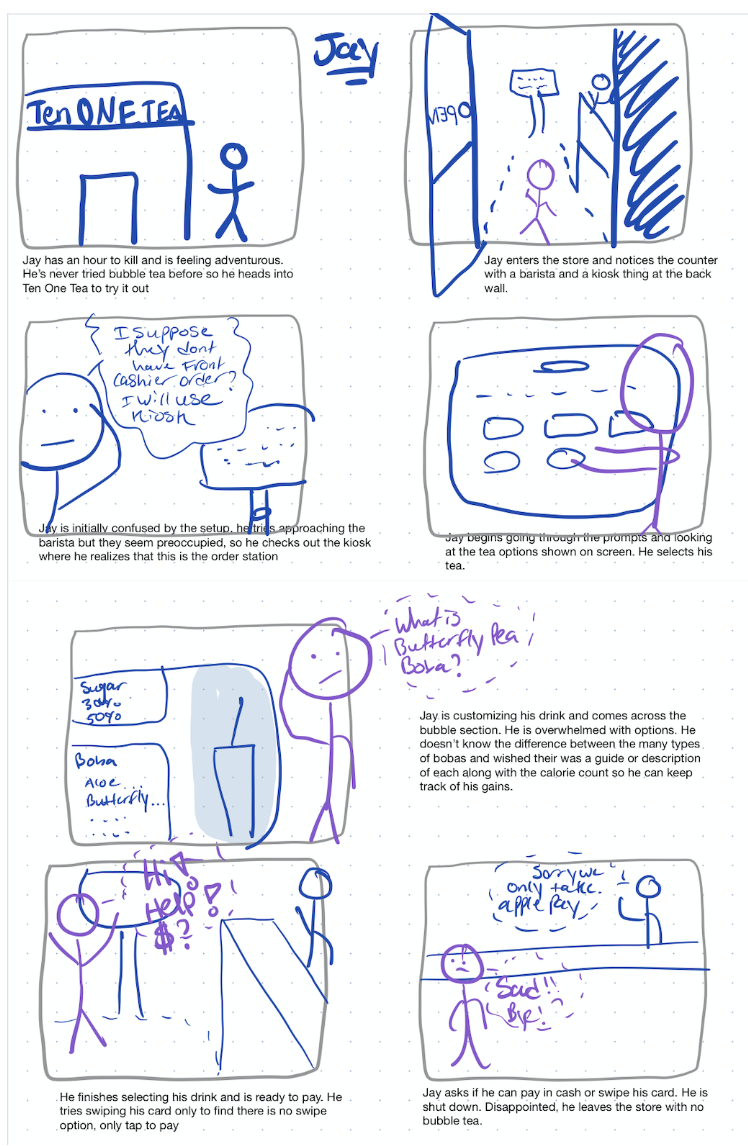 Jay
Ten ONE TEA
Jay has an hour to kill and is feeling adventurous.
He's never tried bubble tea before so he heads into
Ten One Tea to try it out
OPEN
Jay enters the store and notices the counter
with a barista and a kiosk thing at the back
wall.
I suppose
they dont
have front
cashier order?
I will use
kiosk
Jay is initially confused by the setup. he tries approaching the
barista but they seem preoccupied, so he checks out the kiosk
where he realizes that this is the order station
Jay begins going through the prompts and looking
at the tea options shown on screen. He selects his
tea.
What is
Butterfly Pea
Boba?
Sugar
30%
50%
Boba
Aloe
Butterfly...
Jay is customizing his drink and comes across the
bubble section. He is overwhelmed with options. He
doesn't know the difference between the many types
of bobas and wished their was a guide or description
of each along with the calorie count so he can keep
track of his gains.
Hi!
Help!
$?
He finishes selecting his drink and is ready to pay. He
tries swiping his card only to find there is no swipe
option, only tap to pay
Sorry we
only take
apple pay
Sad!!
Bye!
Jay asks if he can pay in cash or swipe his card. He is
shut down. Disappointed, he leaves the store with no
bubble tea.